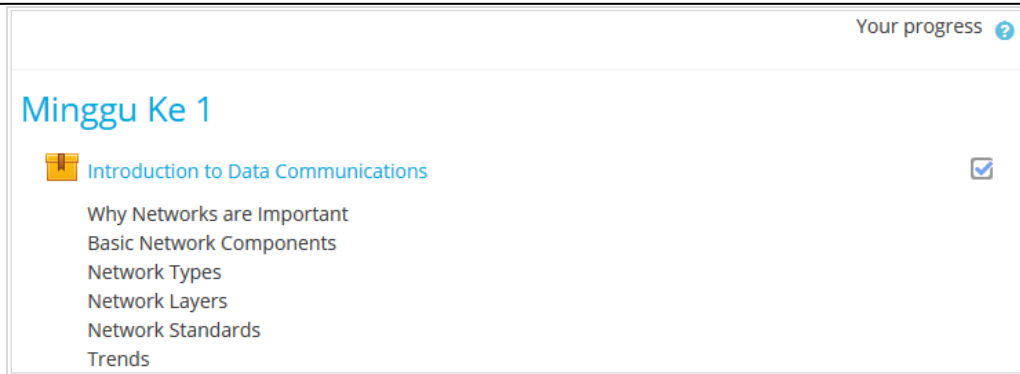 Your progress
Minggu Ke 1
Introduction to Data Communications
Why Networks are Important
Basic Network Components
Network Types
Network Layers
Network Standards
Trends